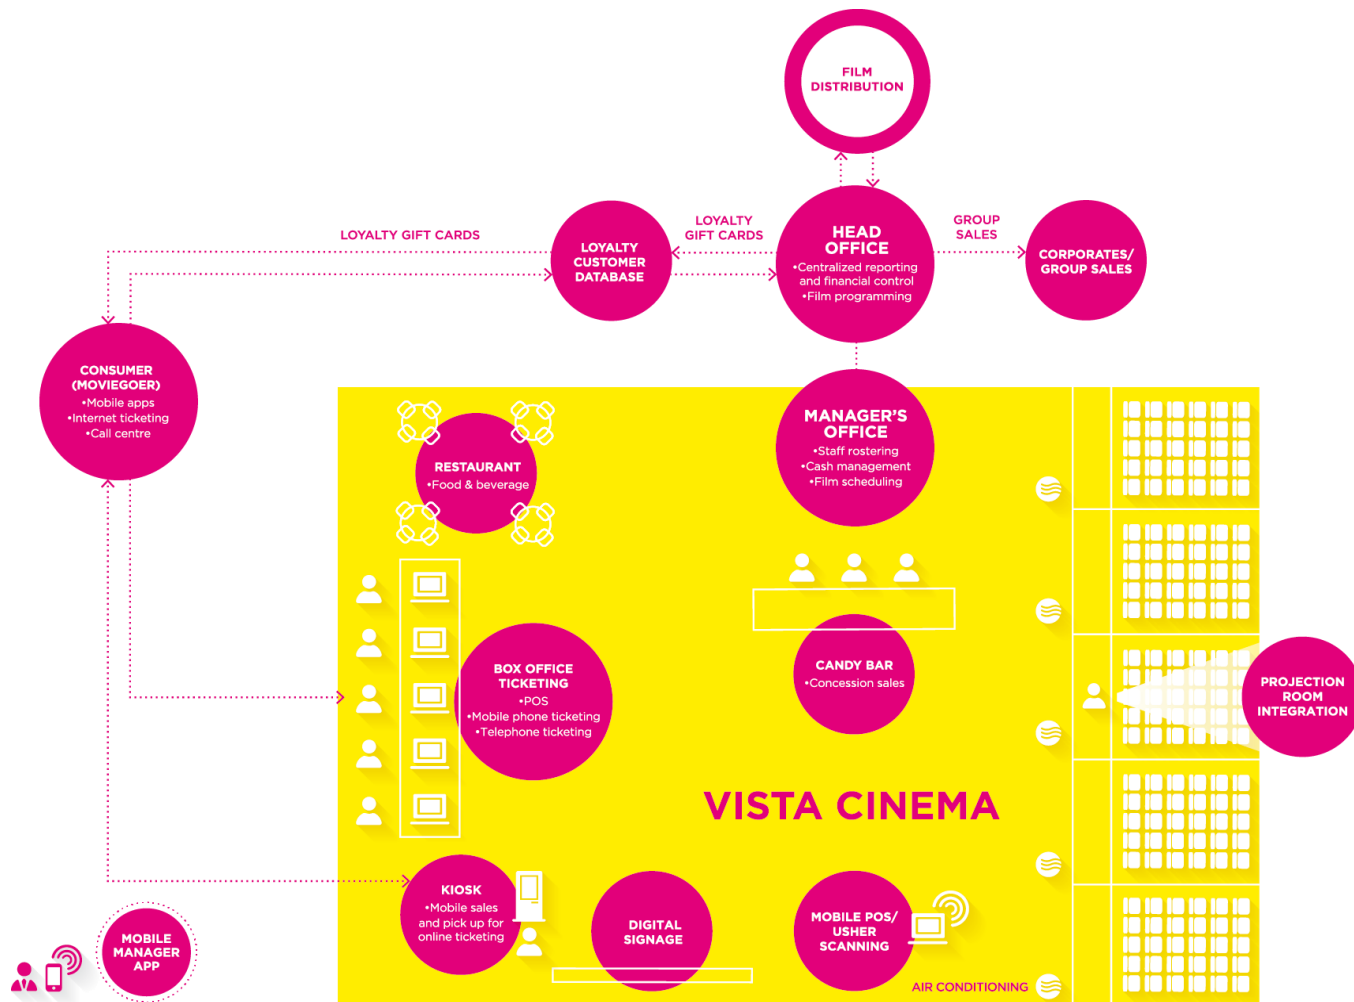 FILM
DISTRIBUTION
LOYALTY GIFT CARDS
LOYALTY
CUSTOMER
DATABASE
LOYALTY
GIFT CARDS
HEAD
OFFICE
•Centralized reporting
and financial control
•Film programming
GROUP
SALES
CORPORATES/
GROUP SALES
CONSUMER
(MOVIEGOER)
•Mobile apps
•Internet ticketing
•Call centre
RESTAURANT
•Food & beverage
MANAGER'S
OFFICE
•Staff rostering
•Cash management
•Film scheduling
BOX OFFICE
TICKETING
•POS
•Mobile phone ticketing
•Telephone ticketing
CANDY BAR
•Concession sales
PROJECTION
ROOM
INTEGRATION
VISTA CINEMA
KIOSK
•Mobile sales
and pick up for
online ticketing
DIGITAL
SIGNAGE
MOBILE POS/
USHER
SCANNING
AIR CONDITIONING
MOBILE
MANAGER
APP